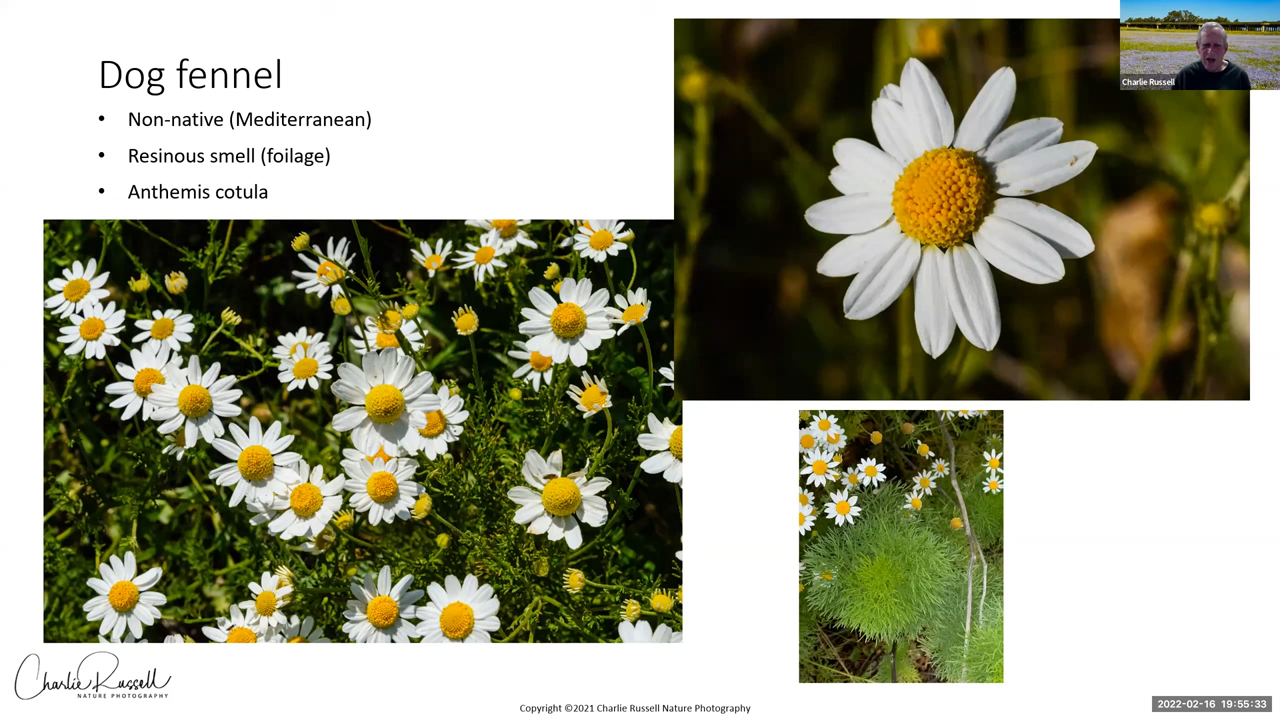 Dog fennel
• Non-native (Mediterranean)
• Resinous smell (foliage)
• Anthemis cotula
Charlie Russell
Charlie Russell
NATURE PHOTOGRAPHY
Copyright ©2021 Charlie Russell Nature Photography
2022-02-16 19:55:33